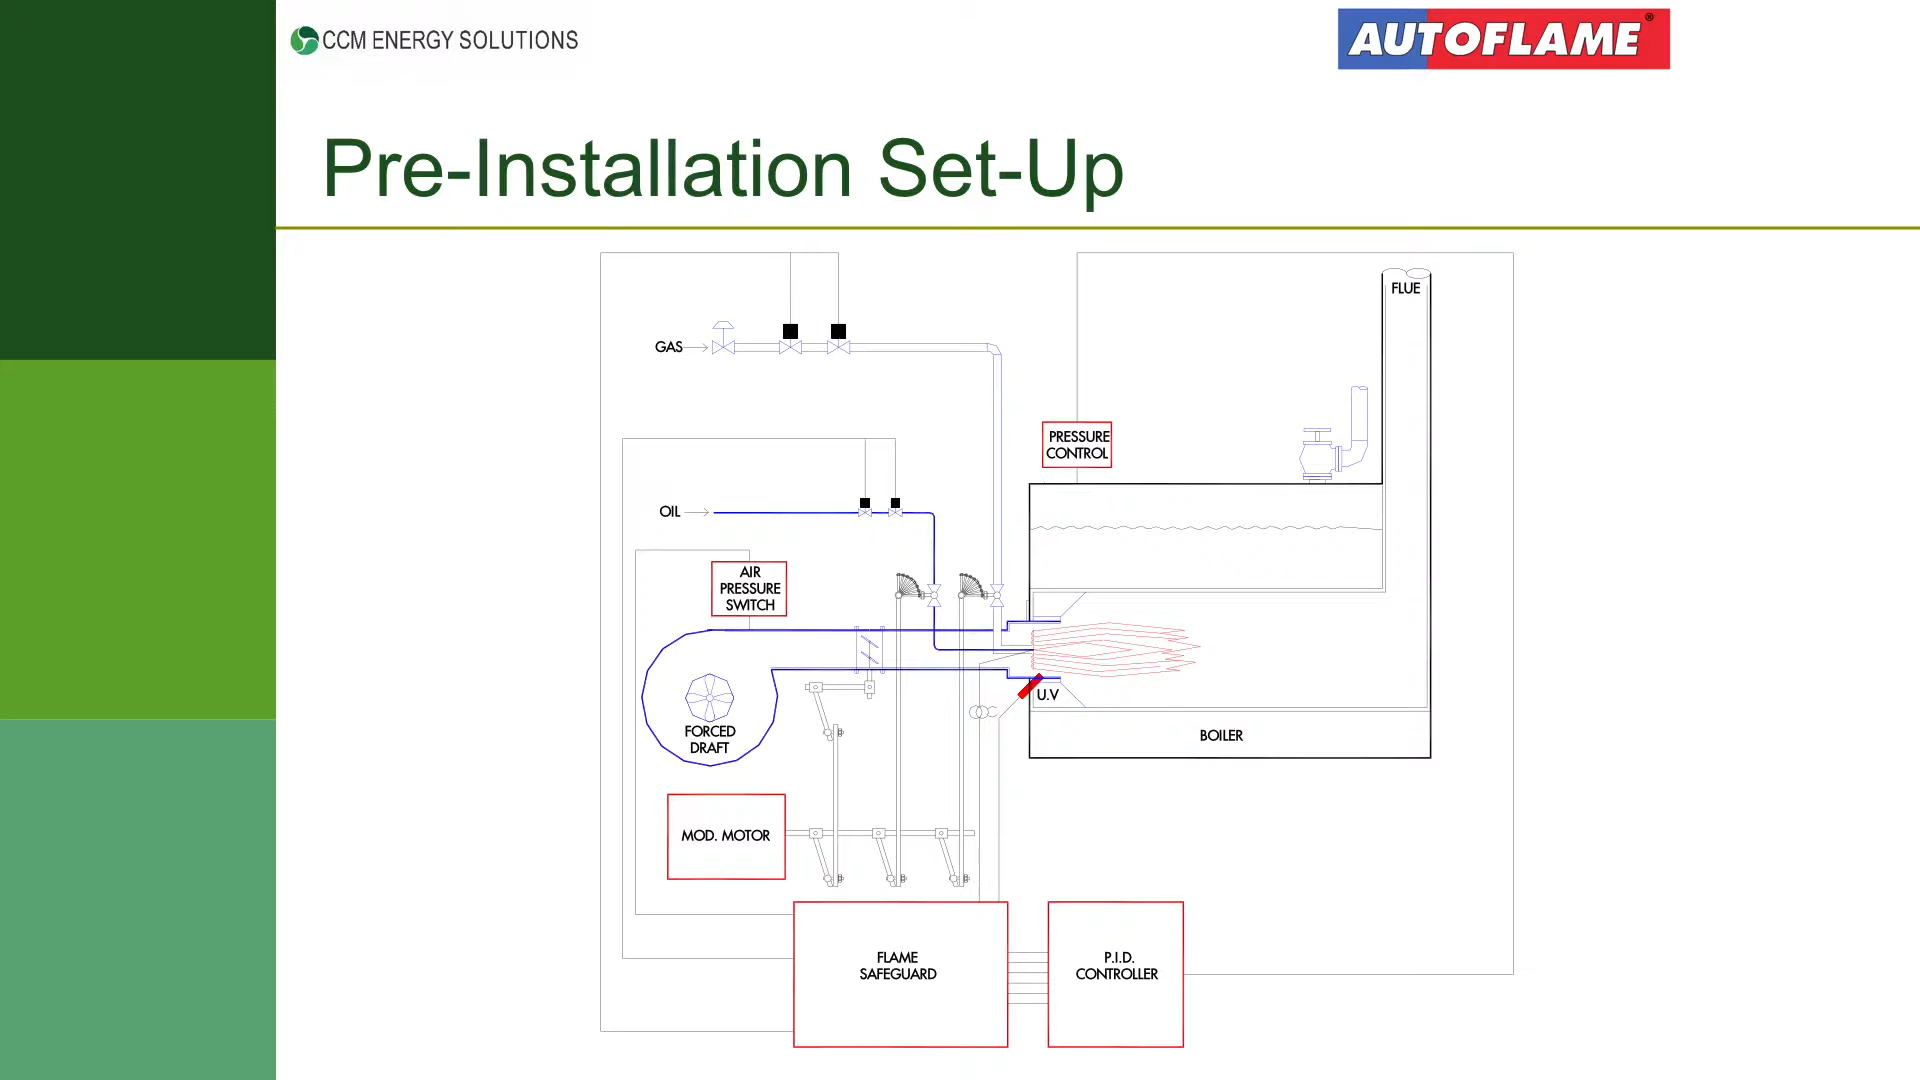 CCM ENERGY SOLUTIONS
AUTOFLAME®
Pre-Installation Set-Up
FLUE
GAS
PRESSURE
CONTROL
OIL
AIR
PRESSURE
SWITCH
U.V
FORCED
DRAFT
BOILER
MOD. MOTOR
FLAME
SAFEGUARD
P.I.D.
CONTROLLER